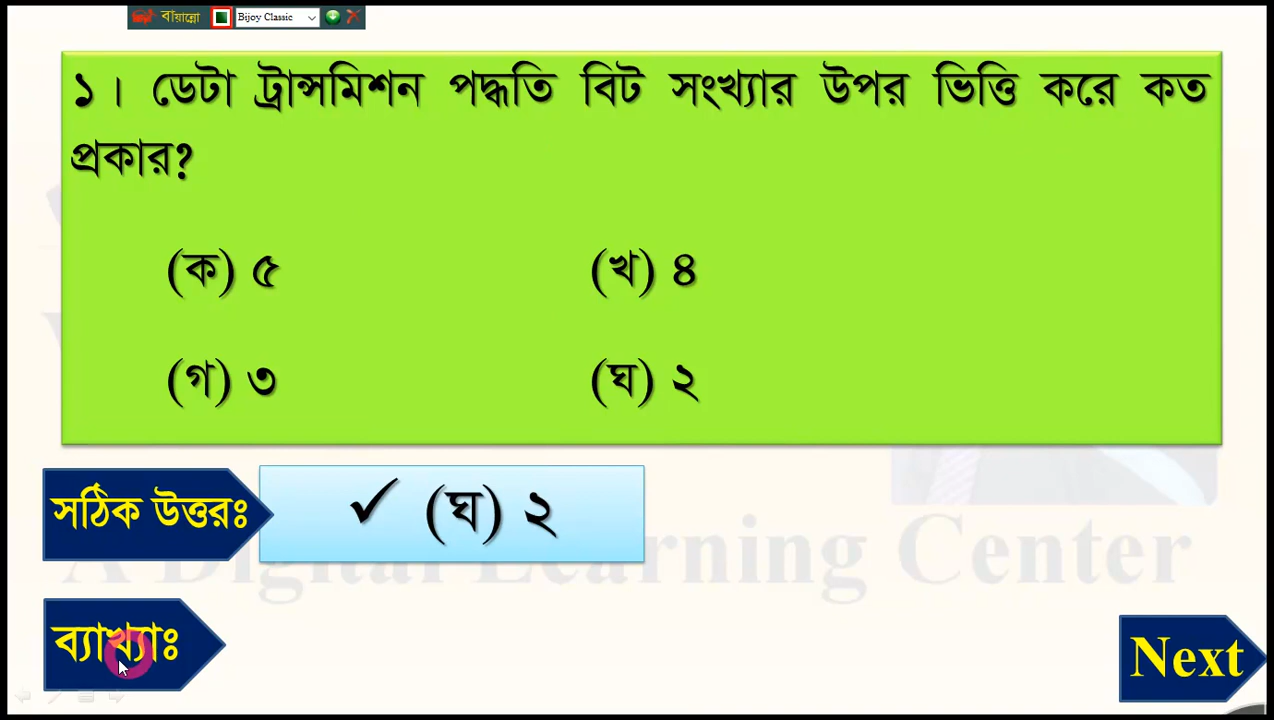 বায়ান্নো Bijoy Classic
১। ডেটা ট্রান্সমিশন পদ্ধতি বিট সংখ্যার উপর ভিত্তি করে কত
প্রকার?
(ক) ৫ (খ) ৪
(গ) ৩ (ঘ) ২
সঠিক উত্তরঃ ✓ (ঘ) ২
A Digital Learning Center
ব্যাখ্যাঃ
Next